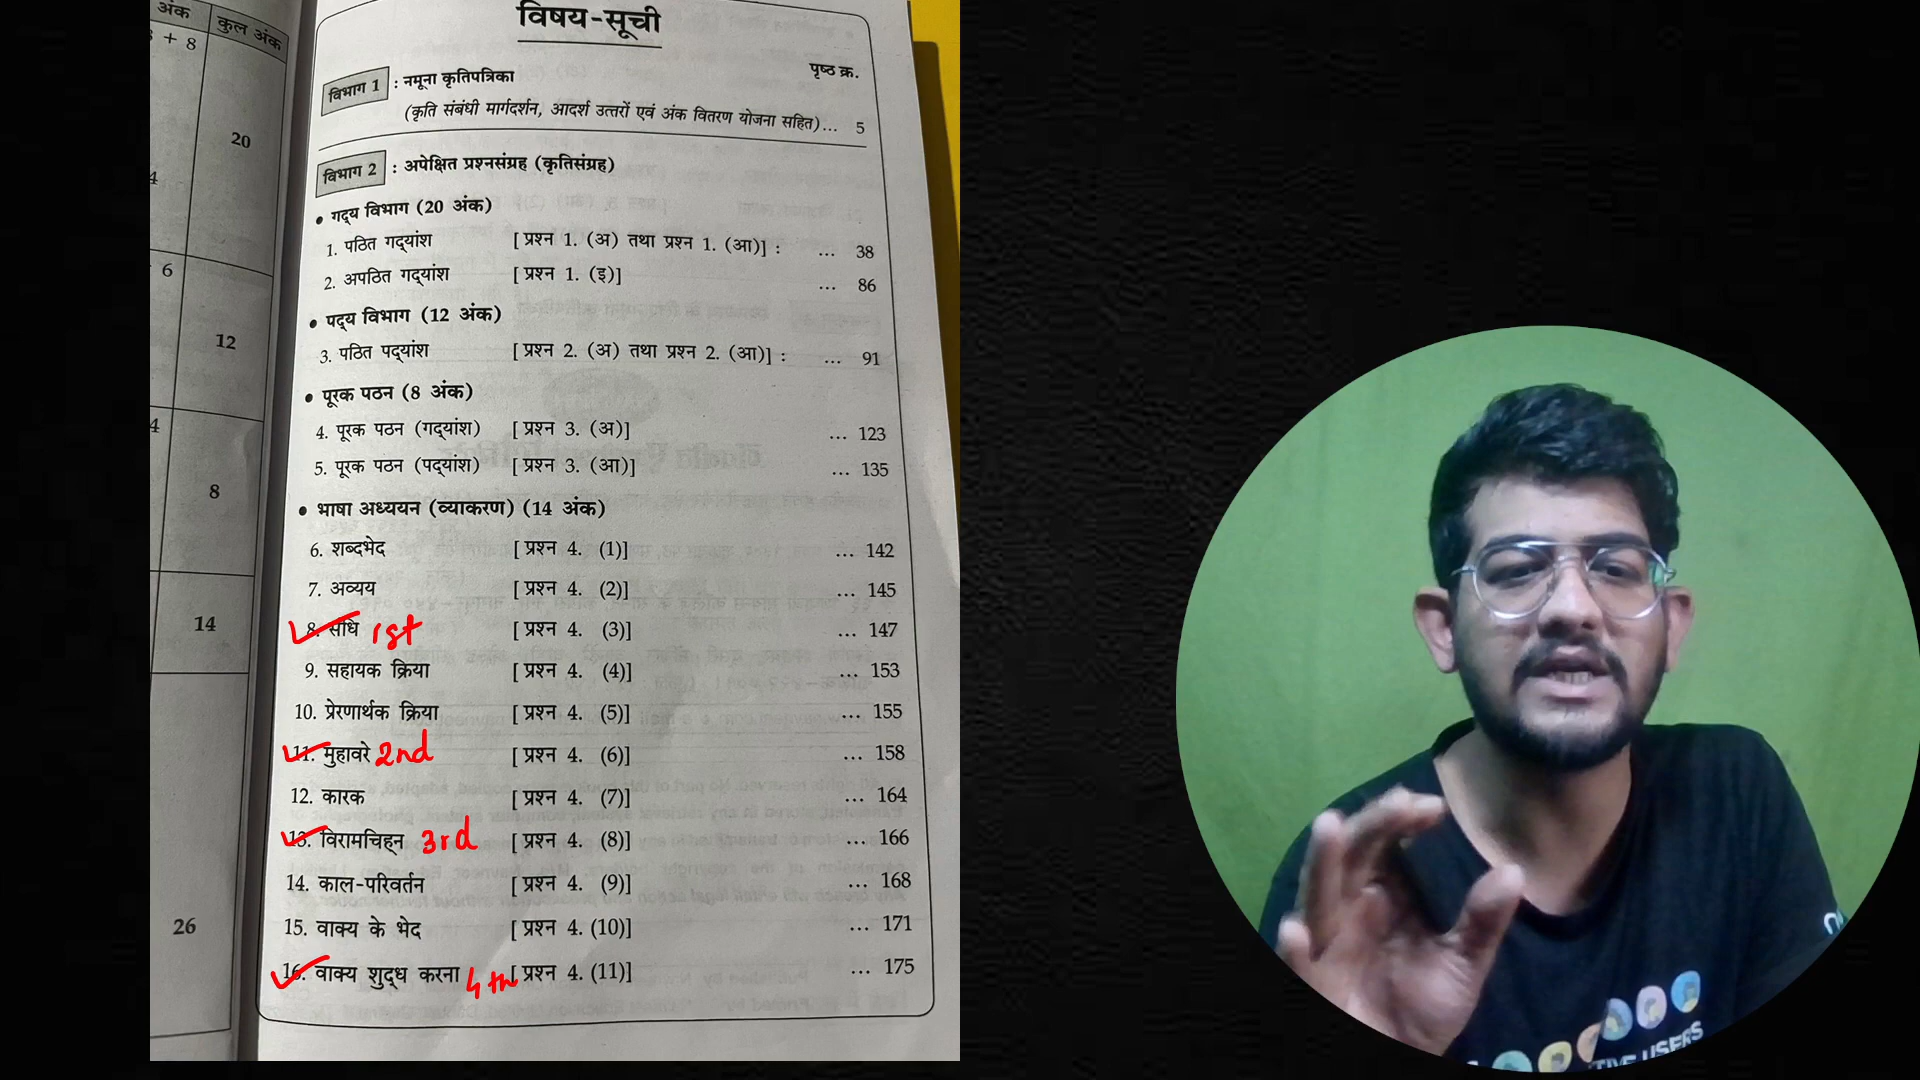 अंक
कुल अंक
+ 8
20
4
6
12
4
8
14
26
विषय-सूची
पृष्ठ क्र.
विभाग 1 : नमूना कृतिपत्रिका
(कृति संबंधी मार्गदर्शन, आदर्श उत्तरों एवं अंक वितरण योजना सहित)... 5
विभाग 2 : अपेक्षित प्रश्नसंग्रह (कृतिसंग्रह)
• गद्य विभाग (20 अंक)
1. पठित गद्यांश [ प्रश्न 1. (अ) तथा प्रश्न 1. (आ)] : ... 38
2. अपठित गद्यांश [ प्रश्न 1. (इ)] ... 86
• पद्य विभाग (12 अंक)
3. पठित पद्यांश [ प्रश्न 2. (अ) तथा प्रश्न 2. (आ)] : ... 91
• पूरक पठन (8 अंक)
4. पूरक पठन (गद्यांश) [ प्रश्न 3. (अ)] ... 123
5. पूरक पठन (पद्यांश) [ प्रश्न 3. (आ)] ... 135
• भाषा अध्ययन (व्याकरण) (14 अंक)
6. शब्दभेद [ प्रश्न 4. (1)] ... 142
7. अव्यय [ प्रश्न 4. (2)] ... 145
8. संधि 1st [ प्रश्न 4. (3)] ... 147
9. सहायक क्रिया [ प्रश्न 4. (4)] ... 153
10. प्रेरणार्थक क्रिया [ प्रश्न 4. (5)] ... 155
11. मुहावरे 2nd [ प्रश्न 4. (6)] ... 158
12. कारक [ प्रश्न 4. (7)] ... 164
13. विरामचिह्न 3rd [ प्रश्न 4. (8)] ... 166
14. काल-परिवर्तन [ प्रश्न 4. (9)] ... 168
15. वाक्य के भेद [ प्रश्न 4. (10)] ... 171
16. वाक्य शुद्ध करना 4th [ प्रश्न 4. (11)] ... 175
USERS